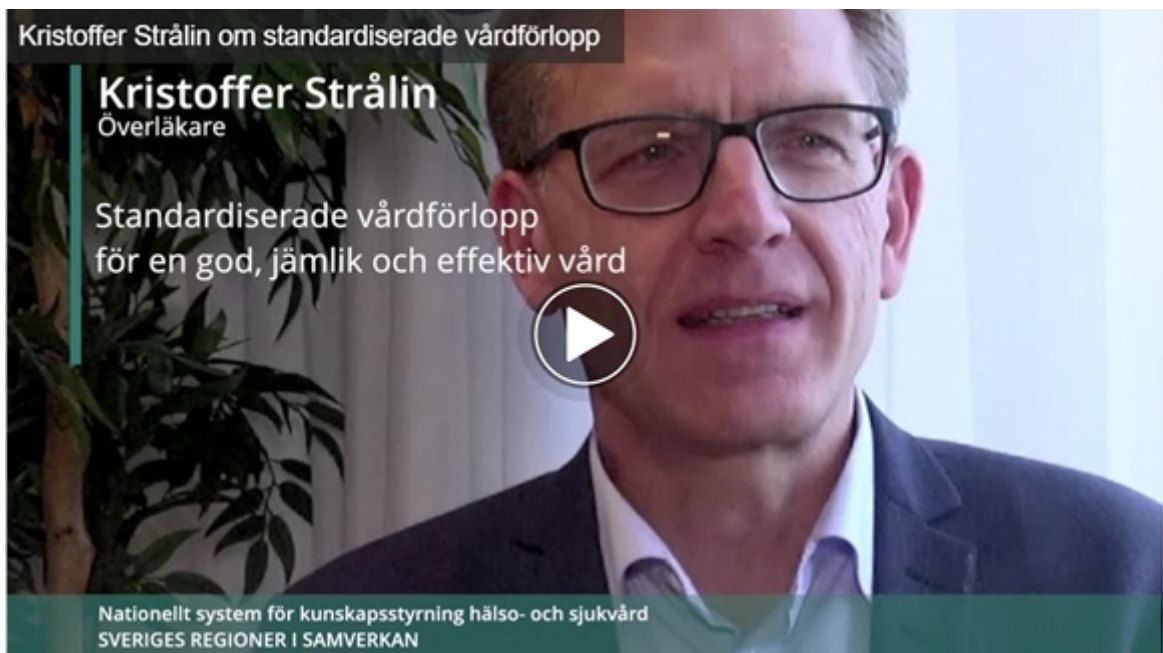 Kristoffer Strålin om standardiserade vårdförlopp
Kristoffer Strålin
Överläkare
Standardiserade vårdförlopp
för en god, jämlik och effektiv vård
Nationellt system för kunskapsstyrning hälso- och sjukvård
SVERIGES REGIONER I SAMVERKAN